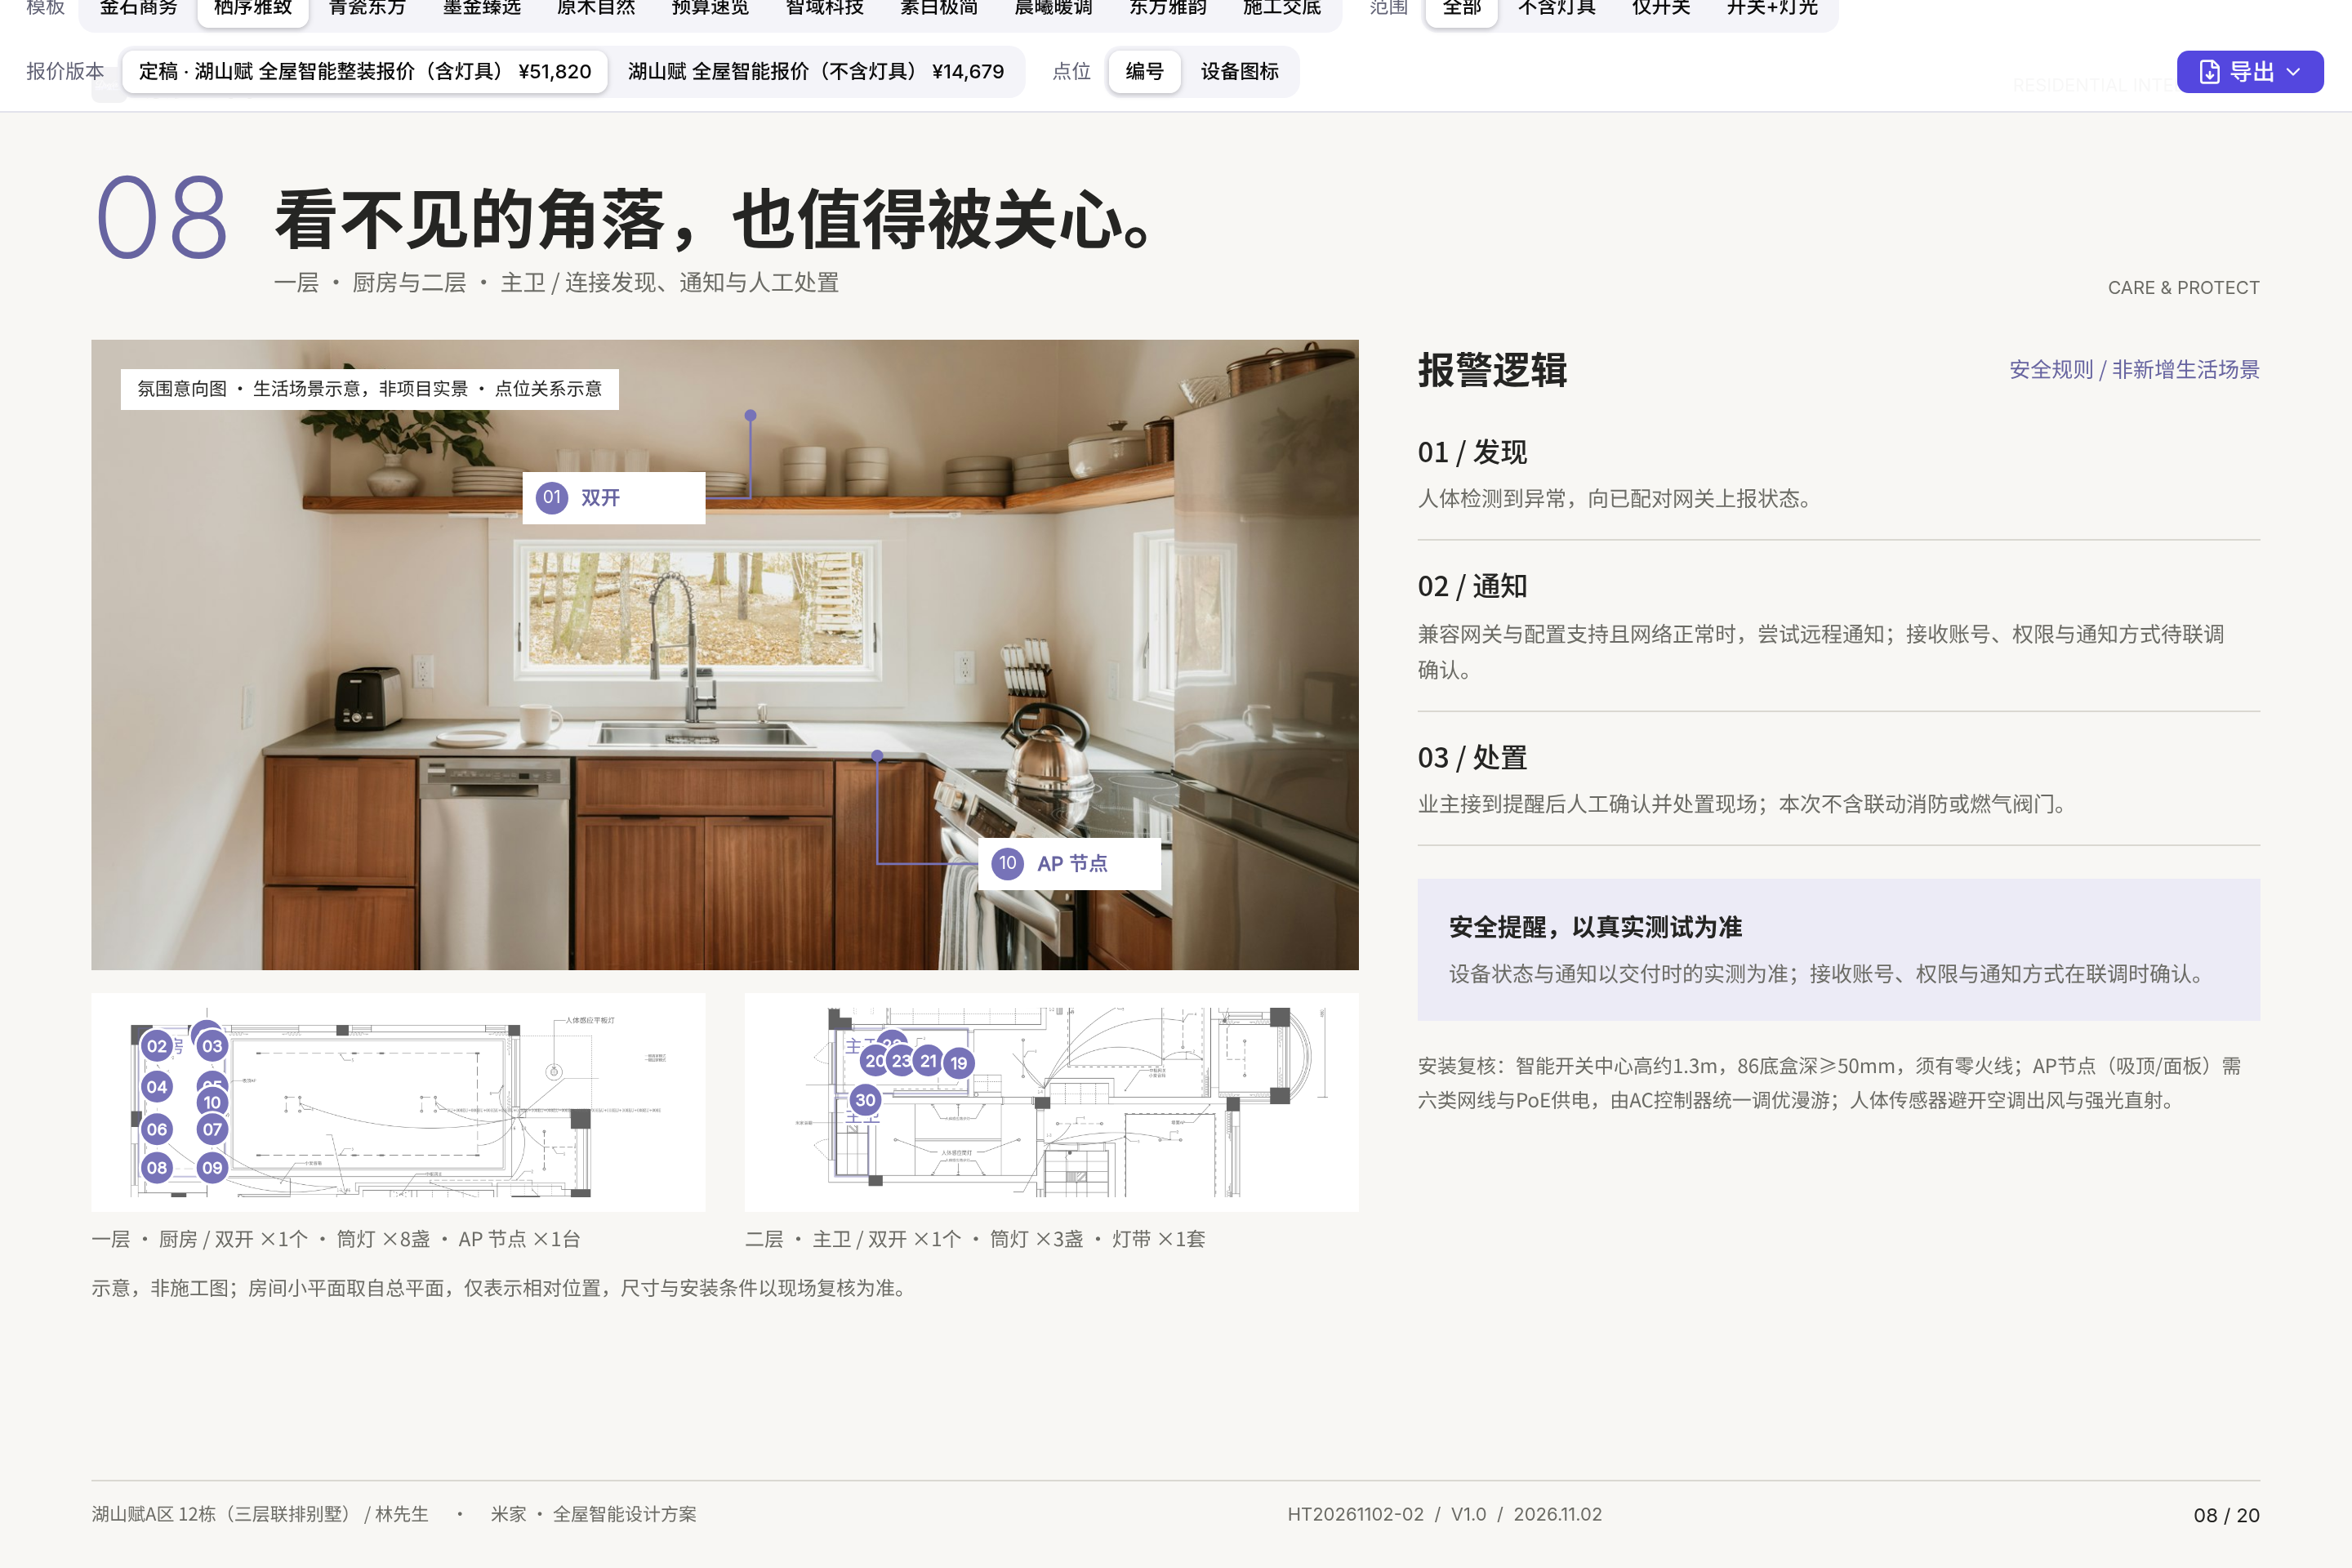 模板 金石商务 栖序雅致 青瓷东方 墨金臻选 原木自然 预算速览 智域科技 素白极简 晨曦暖调 东方雅韵 施工交底 范围 全部 不含灯具 仅开关 开关+灯光
报价版本 定稿 · 湖山赋 全屋智能整装报价（含灯具） ¥51,820 湖山赋 全屋智能报价（不含灯具） ¥14,679 点位 编号 设备图标 导出
RESIDENTIAL INTE
08 看不见的角落，也值得被关心。
一层 · 厨房与二层 · 主卫 / 连接发现、通知与人工处置
CARE & PROTECT
氛围意向图 · 生活场景示意，非项目实景 · 点位关系示意
01 双开
10 AP 节点
报警逻辑 安全规则 / 非新增生活场景
01 / 发现
人体检测到异常，向已配对网关上报状态。
02 / 通知
兼容网关与配置支持且网络正常时，尝试远程通知；接收账号、权限与通知方式待联调
确认。
03 / 处置
业主接到提醒后人工确认并处置现场；本次不含联动消防或燃气阀门。
安全提醒，以真实测试为准
设备状态与通知以交付时的实测为准；接收账号、权限与通知方式在联调时确认。
安装复核：智能开关中心高约1.3m，86底盒深≥50mm，须有零火线；AP节点（吸顶/面板）需
六类网线与PoE供电，由AC控制器统一调优漫游；人体传感器避开空调出风与强光直射。
人体感应平板灯
02 房 03
04 05
10
06 07
08 09
主卫
20 23 21 19
30
主卫
人体感应筒灯
一层 · 厨房 / 双开 ×1个 · 筒灯 ×8盏 · AP 节点 ×1台
二层 · 主卫 / 双开 ×1个 · 筒灯 ×3盏 · 灯带 ×1套
示意，非施工图；房间小平面取自总平面，仅表示相对位置，尺寸与安装条件以现场复核为准。
湖山赋A区 12栋（三层联排别墅） / 林先生 · 米家 · 全屋智能设计方案
HT20261102-02 / V1.0 / 2026.11.02
08 / 20